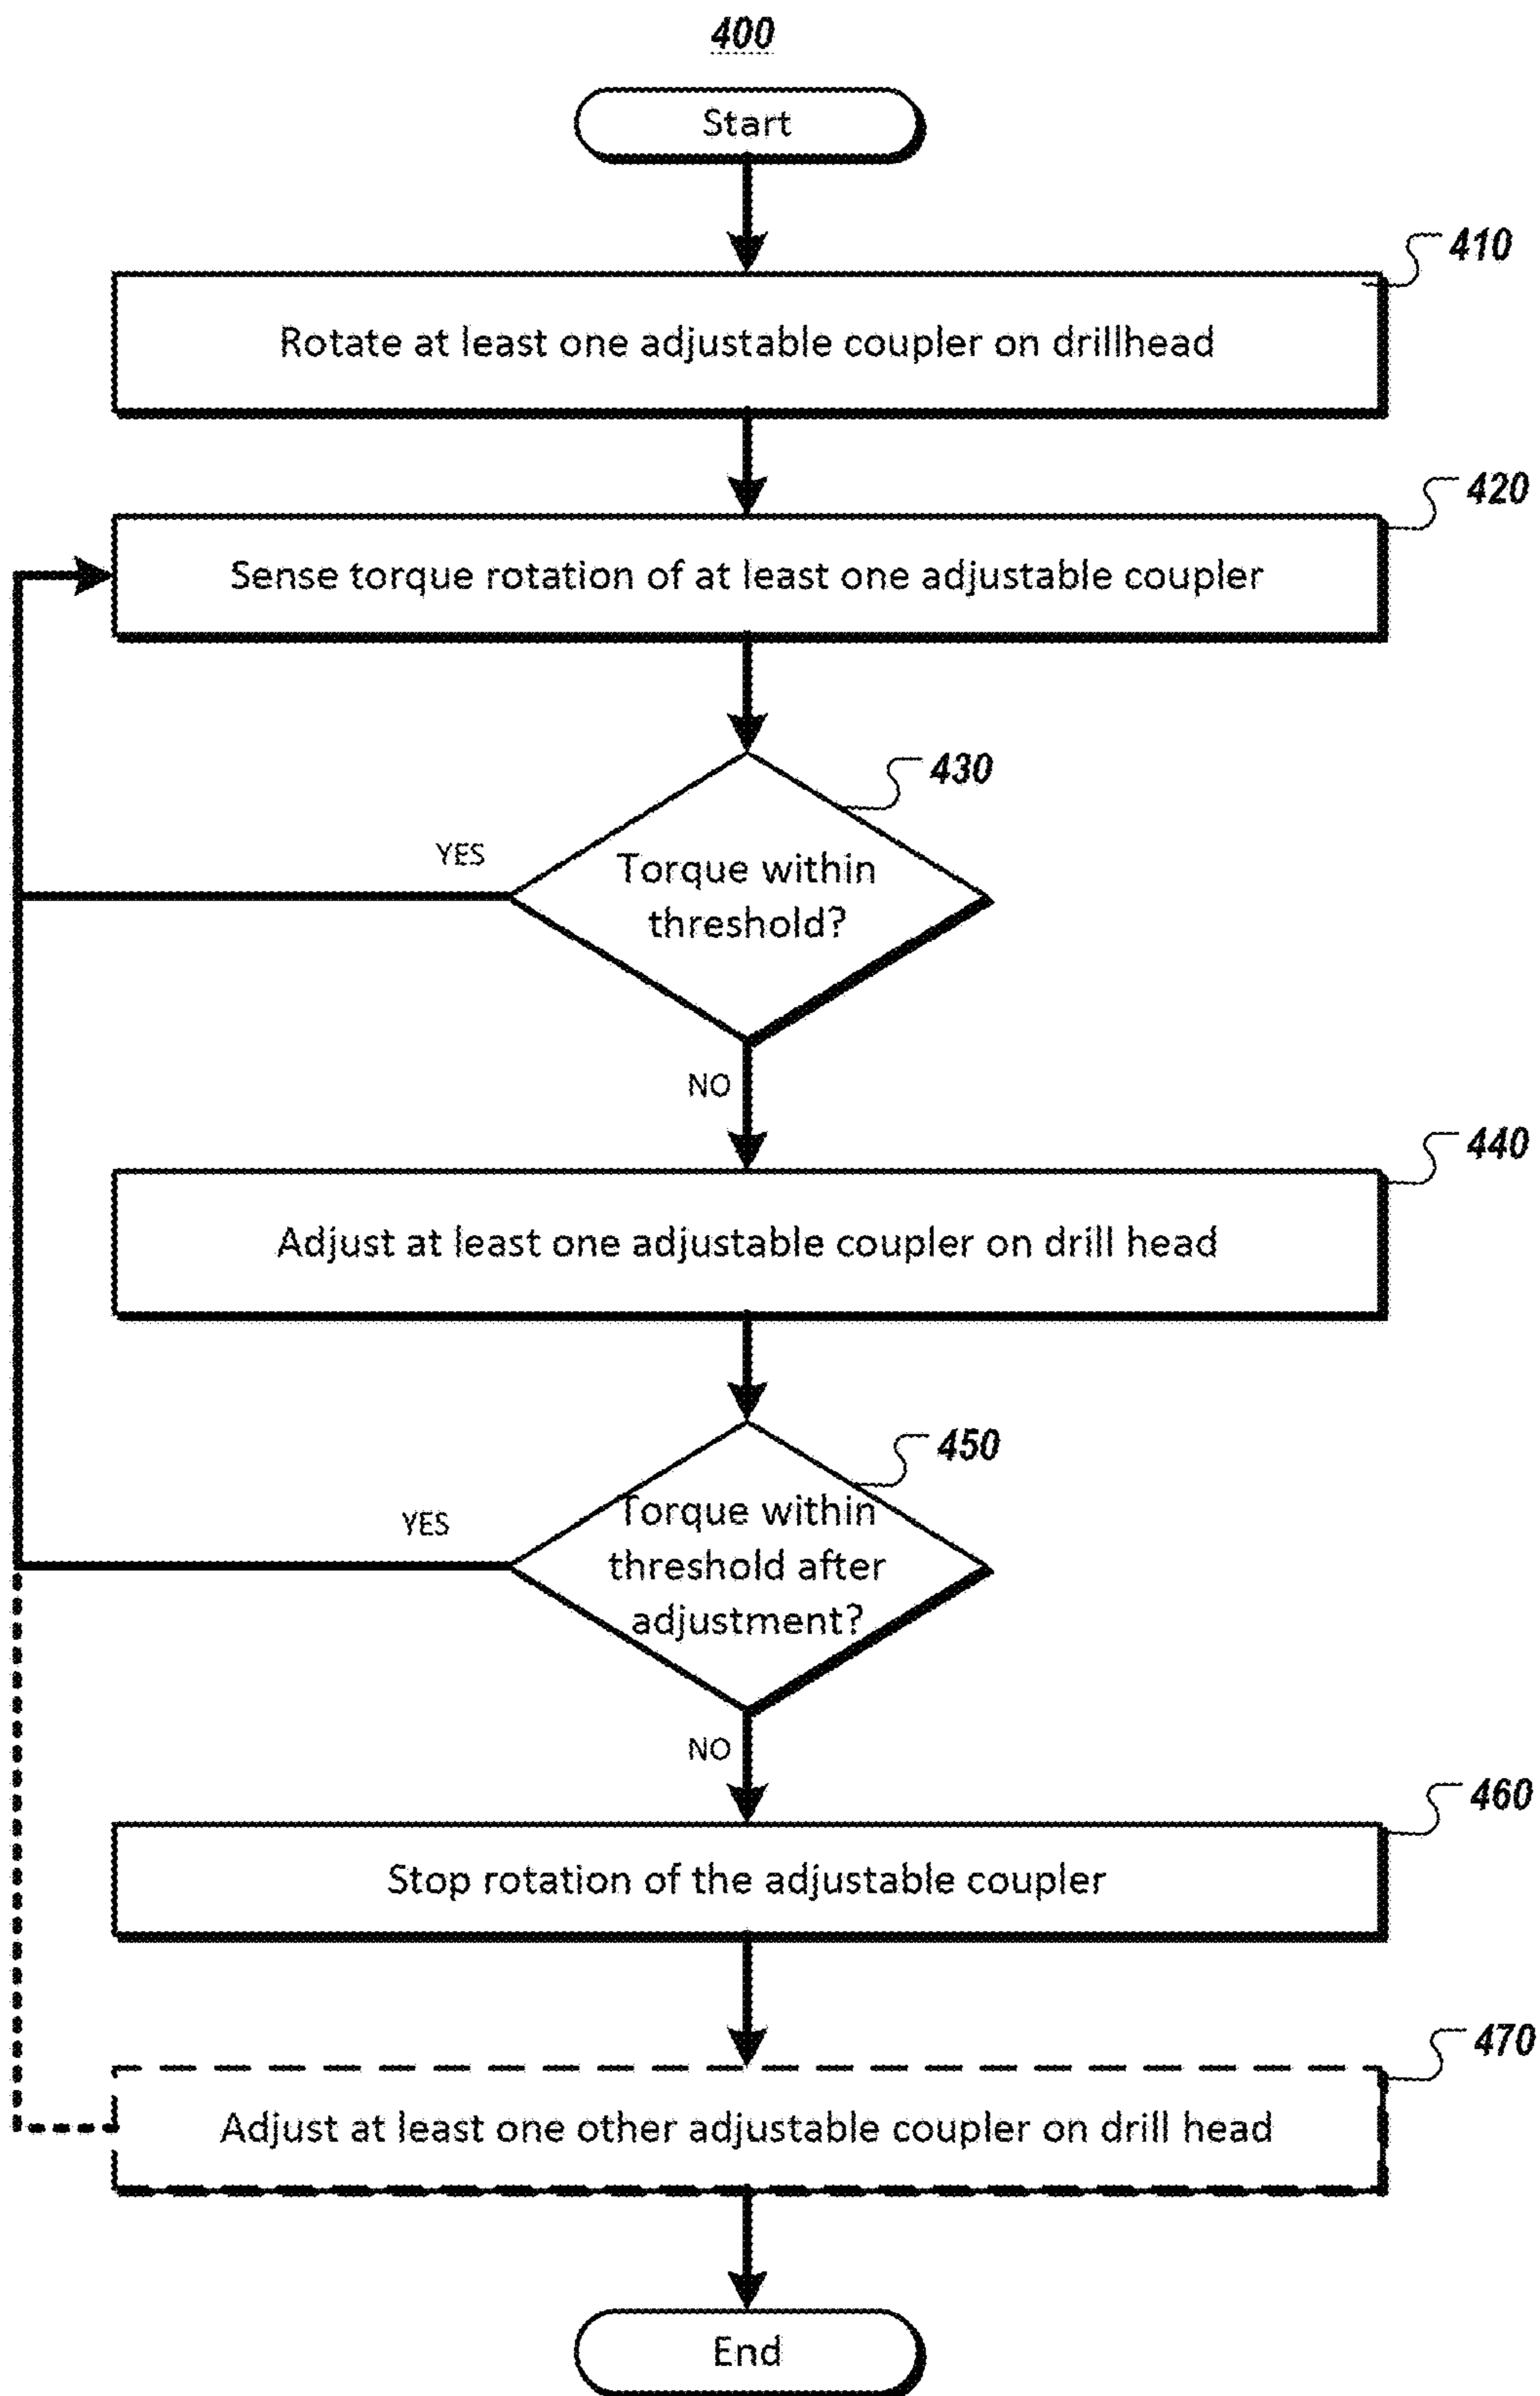 400
Start
410
Rotate at least one adjustable coupler on drillhead
420
Sense torque rotation of at least one adjustable coupler
430
YES
Torque within
threshold?
NO
440
Adjust at least one adjustable coupler on drill head
450
YES
Torque within
threshold after
adjustment?
NO
460
Stop rotation of the adjustable coupler
470
Adjust at least one other adjustable coupler on drill head
End